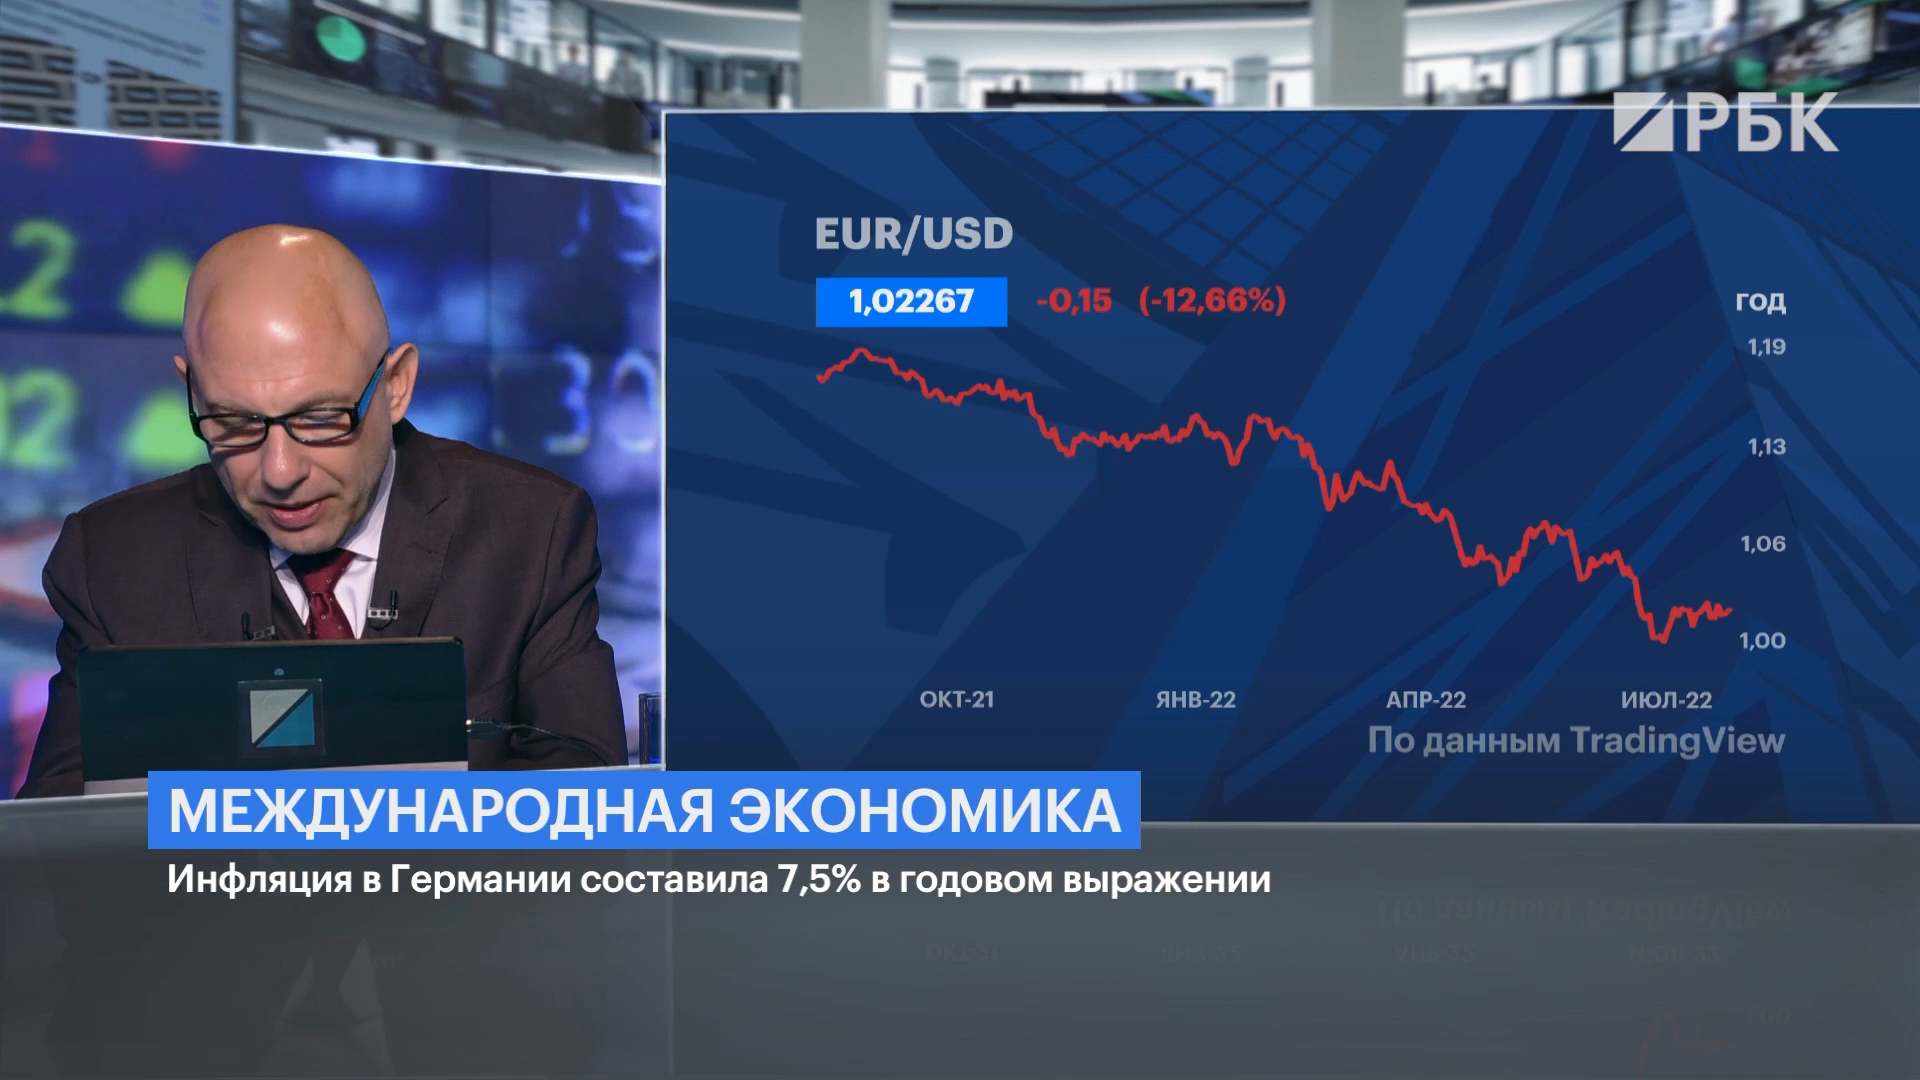 РБК
EUR/USD
1,02267 -0,15 (-12,66%)
ГОД
1,19
1,13
1,06
1,00
ОКТ-21 ЯНВ-22 АПР-22 ИЮЛ-22
По данным TradingView
МЕЖДУНАРОДНАЯ ЭКОНОМИКА
Инфляция в Германии составила 7,5% в годовом выражении